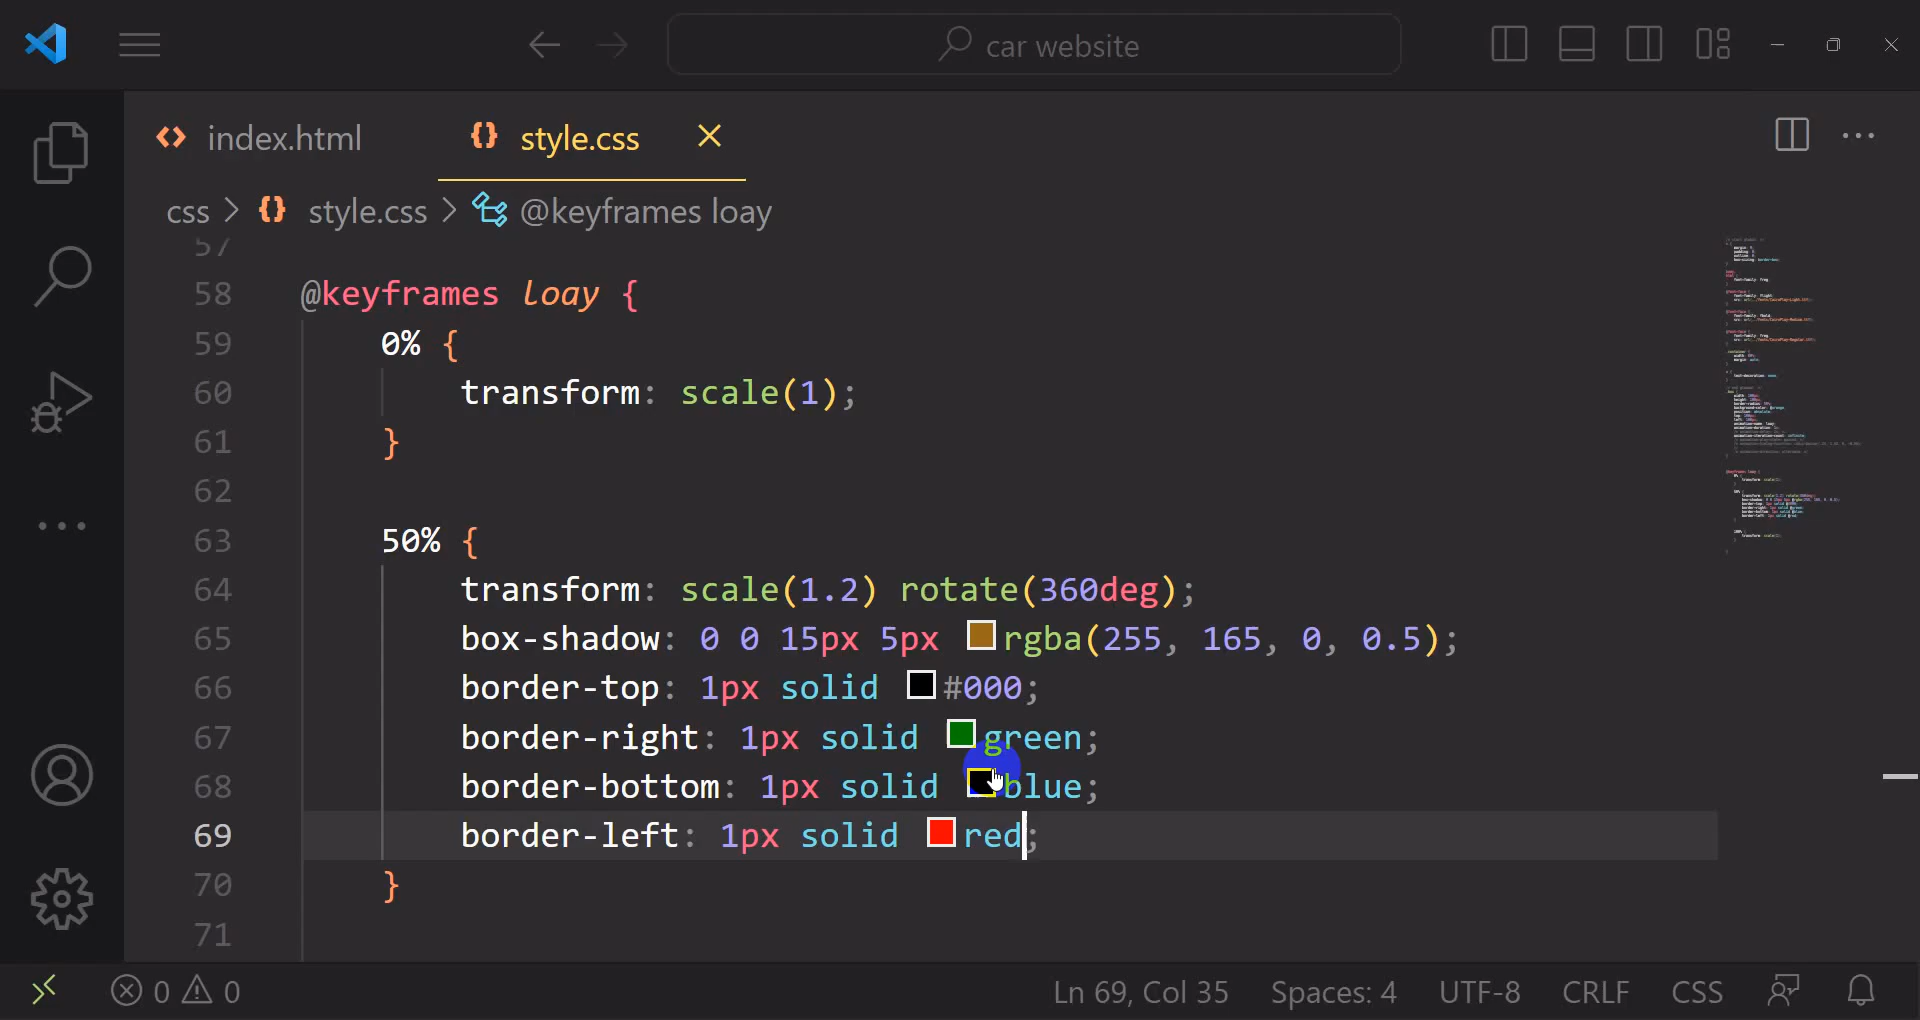 car website
index.html
style.css
css > style.css > @keyframes loay
57
58 @keyframes loay {
59 0% {
60 transform: scale(1);
61 }
62
63 50% {
64 transform: scale(1.2) rotate(360deg);
65 box-shadow: 0 0 15px 5px rgba(255, 165, 0, 0.5);
66 border-top: 1px solid #000;
67 border-right: 1px solid green;
68 border-bottom: 1px solid blue;
69 border-left: 1px solid red;
70 }
71
0 0 Ln 69, Col 35 Spaces: 4 UTF-8 CRLF CSS